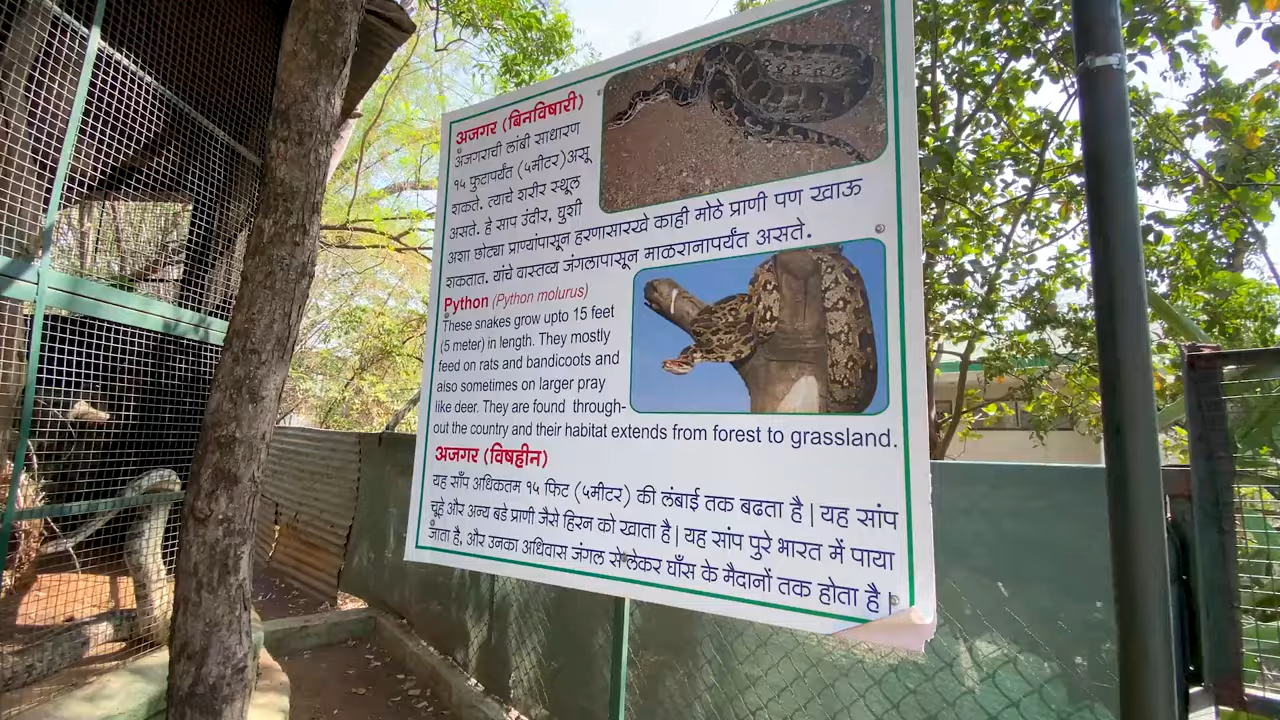 अजगर (बिनविषारी)
अजगराची लांबी साधारण
१५ फुटापर्यंत (५मीटर)असू
शकते. त्याचे शरीर स्थूल
असते. हे साप उंदीर, घुशी
अशा छोट्या प्राण्यांपासून हरणासारखे काही मोठे प्राणी पण खाऊ
शकतात. यांचे वास्तव्य जंगलापासून माळरानापर्यंत असते.
Python (Python molurus)
These snakes grow upto 15 feet
(5 meter) in length. They mostly
feed on rats and bandicoots and
also sometimes on larger pray
like deer. They are found through-
out the country and their habitat extends from forest to grassland.
अजगर (विषहीन)
यह साँप अधिकतम १५ फिट (५मीटर) की लंबाई तक बढता है | यह सांप
चूहे और अन्य बडे प्राणी जैसे हिरन को खाता है | यह सांप पुरे भारत में पाया
जाता है, और उनका अधिवास जंगल से लेकर घाँस के मैदानों तक होता है |